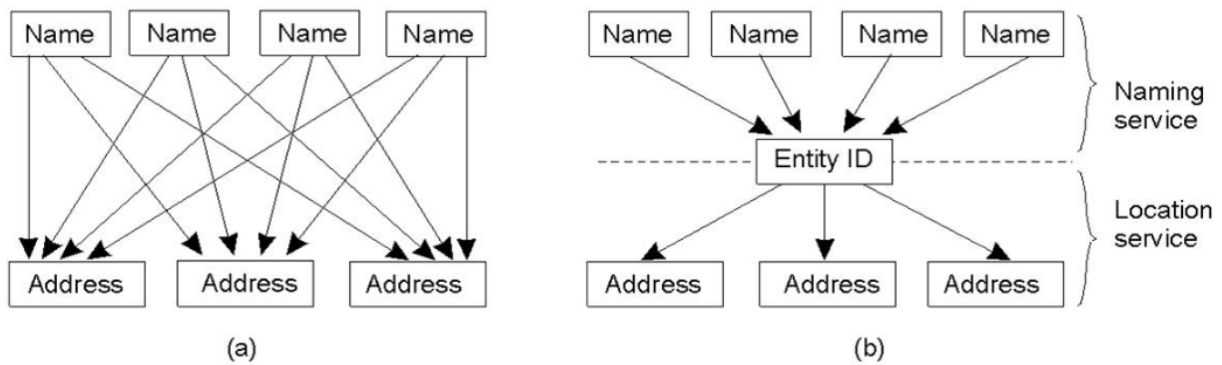 Name Name Name Name
Address Address Address
(a)
Name Name Name Name
Naming
service
Entity ID
Location
service
Address Address Address
(b)